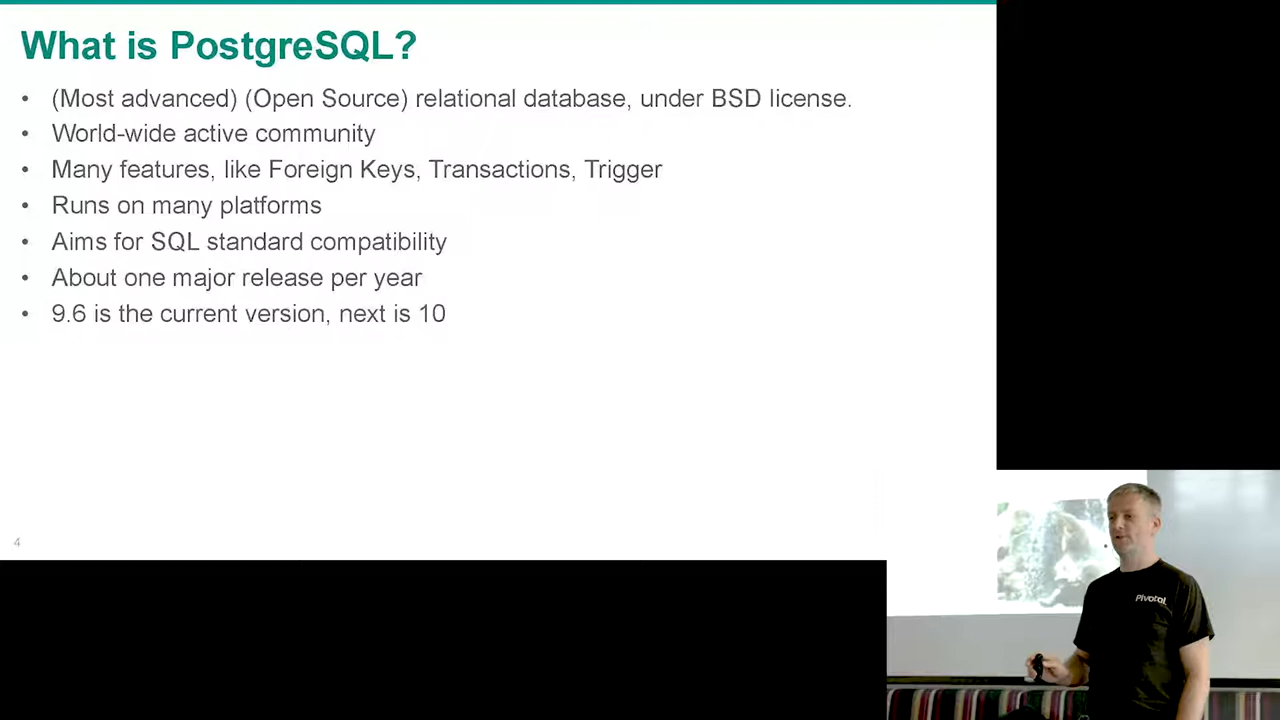 What is PostgreSQL?
• (Most advanced) (Open Source) relational database, under BSD license.
• World-wide active community
• Many features, like Foreign Keys, Transactions, Trigger
• Runs on many platforms
• Aims for SQL standard compatibility
• About one major release per year
• 9.6 is the current version, next is 10
4
Pivotal